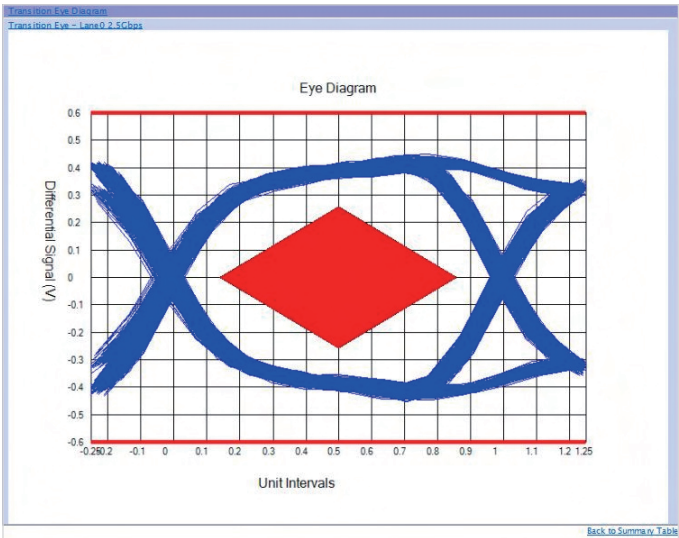 Transition Eye Diagram
Transition Eye - Lane0 2.5Gbps
Eye Diagram
0.6
0.5
0.4
0.3
0.2
0.1
0
-0.1
-0.2
-0.3
-0.4
-0.5
-0.6
Differential Signal (V)
-0.25 -0.2 -0.1 0 0.1 0.2 0.3 0.4 0.5 0.6 0.7 0.8 0.9 1 1.1 1.2 1.25
Unit Intervals
Back to Summary Table